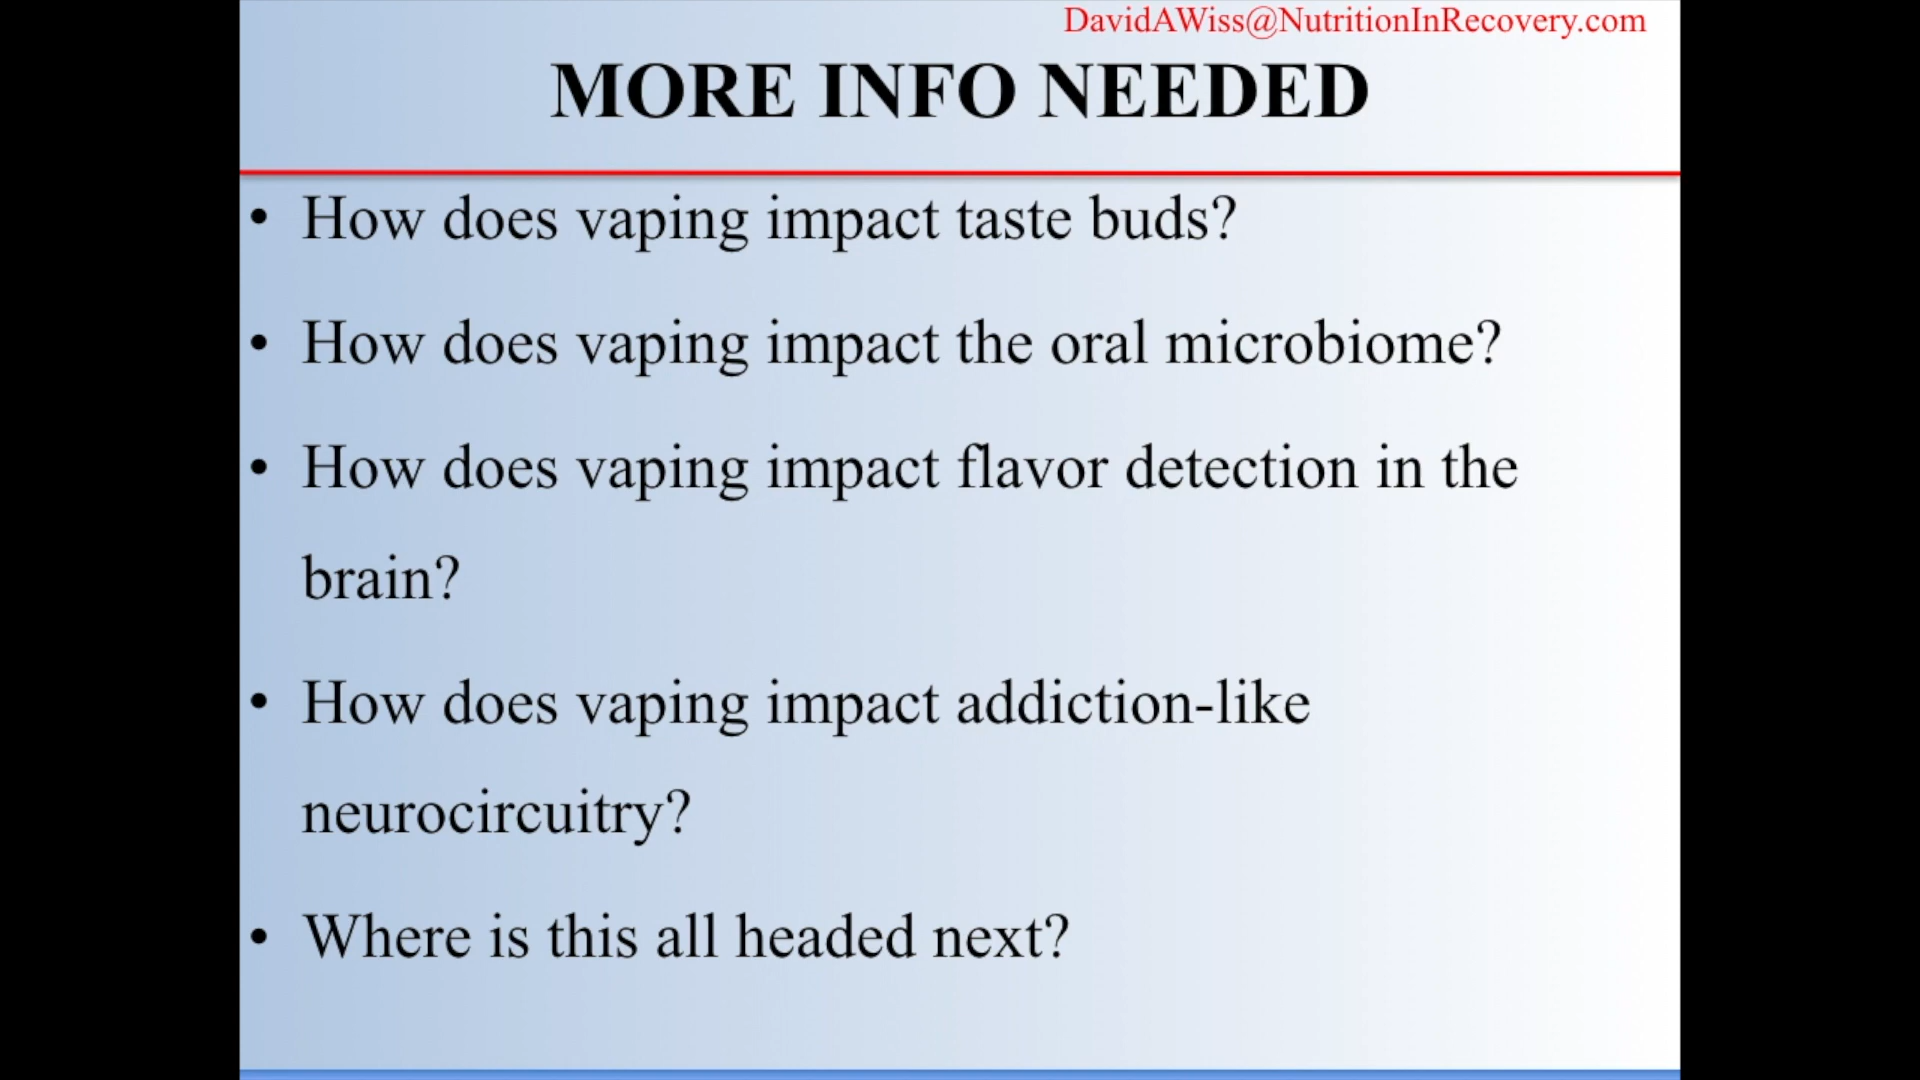 DavidAWiss@NutritionInRecovery.com
MORE INFO NEEDED
• How does vaping impact taste buds?
• How does vaping impact the oral microbiome?
• How does vaping impact flavor detection in the
brain?
• How does vaping impact addiction-like
neurocircuitry?
• Where is this all headed next?